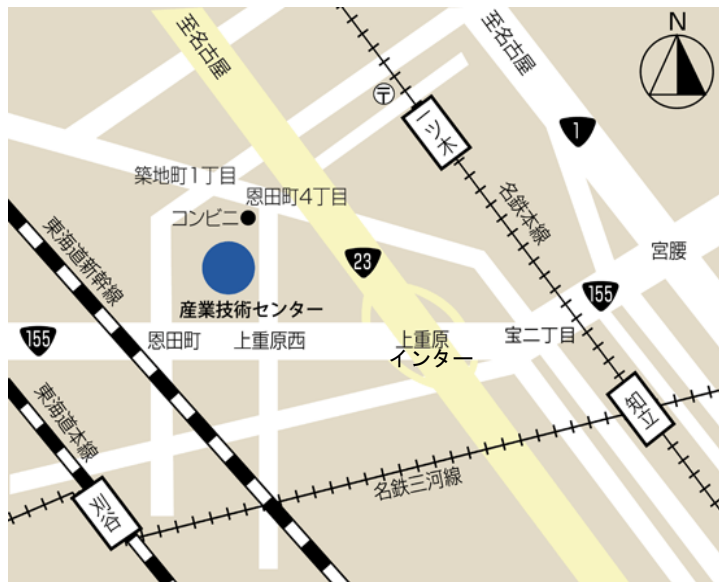 至名古屋
至名古屋
N
〒
一ツ木
1
築地町1丁目
恩田町4丁目
名鉄本線
コンビニ
東海道新幹線
宮腰
23
産業技術センター
155
155
恩田町
上重原西
上重原
インター
宝二丁目
東海道本線
知立
名鉄三河線
刈谷